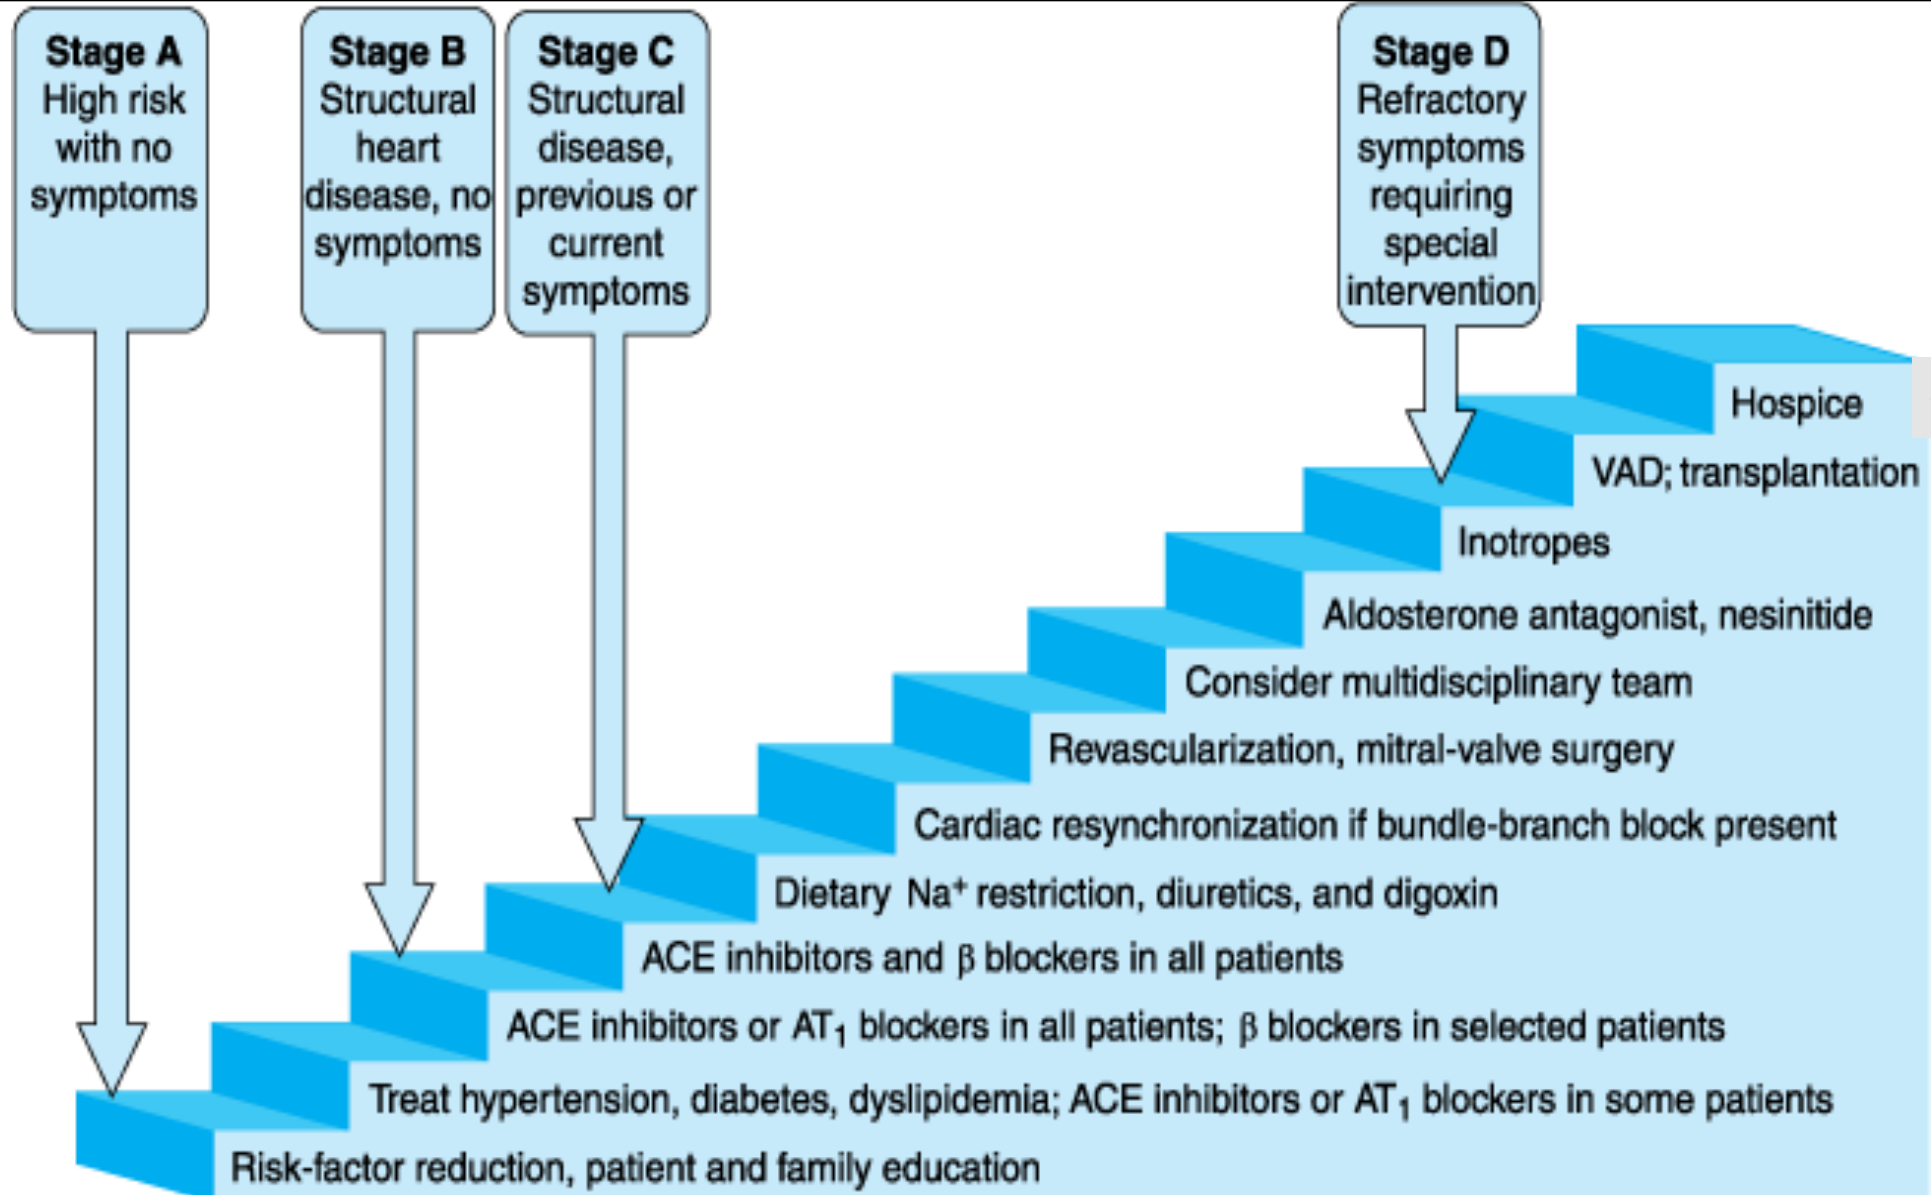 Stage A
High risk
with no
symptoms
Stage B
Structural
heart
disease, no
symptoms
Stage C
Structural
disease,
previous or
current
symptoms
Stage D
Refractory
symptoms
requiring
special
intervention
Hospice
VAD; transplantation
Inotropes
Aldosterone antagonist, nesinitide
Consider multidisciplinary team
Revascularization, mitral-valve surgery
Cardiac resynchronization if bundle-branch block present
Dietary Na⁺ restriction, diuretics, and digoxin
ACE inhibitors and β blockers in all patients
ACE inhibitors or AT₁ blockers in all patients; β blockers in selected patients
Treat hypertension, diabetes, dyslipidemia; ACE inhibitors or AT₁ blockers in some patients
Risk-factor reduction, patient and family education